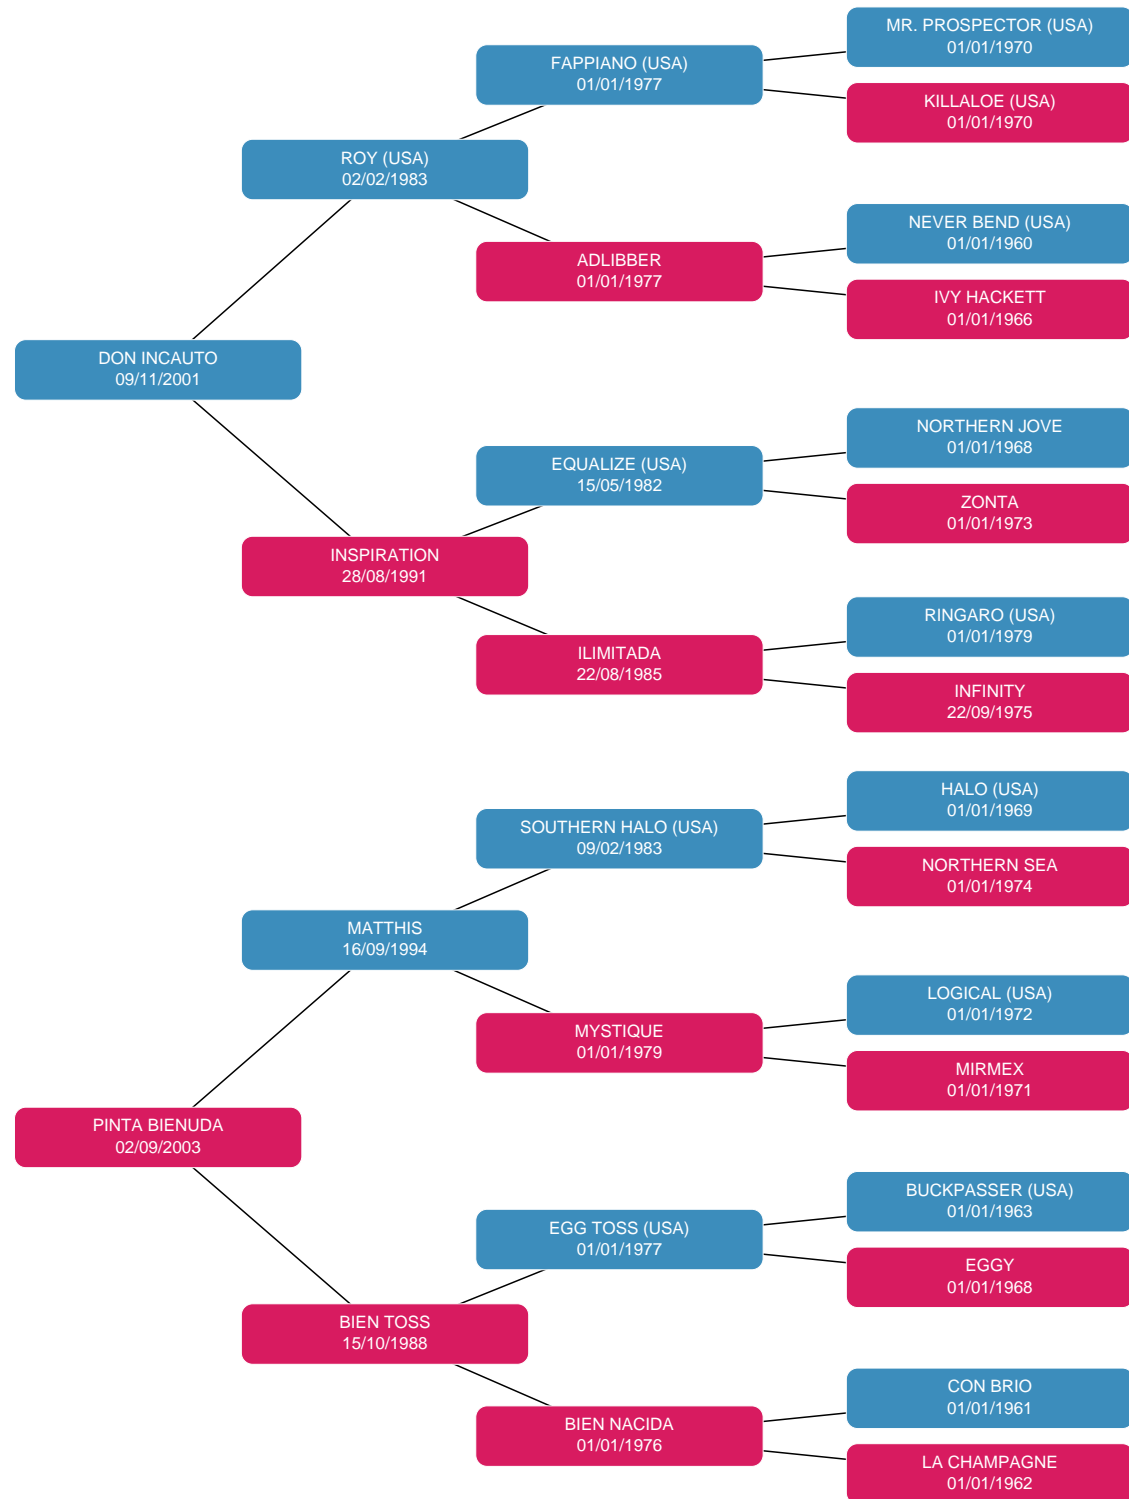 MR. PROSPECTOR (USA)
01/01/1970
FAPPIANO (USA)
01/01/1977
KILLALOE (USA)
01/01/1970
ROY (USA)
02/02/1983
NEVER BEND (USA)
01/01/1960
ADLIBBER
01/01/1977
IVY HACKETT
01/01/1966
DON INCAUTO
09/11/2001
NORTHERN JOVE
01/01/1968
EQUALIZE (USA)
15/05/1982
ZONTA
01/01/1973
INSPIRATION
28/08/1991
RINGARO (USA)
01/01/1979
ILIMITADA
22/08/1985
INFINITY
22/09/1975
HALO (USA)
01/01/1969
SOUTHERN HALO (USA)
09/02/1983
NORTHERN SEA
01/01/1974
MATTHIS
16/09/1994
LOGICAL (USA)
01/01/1972
MYSTIQUE
01/01/1979
MIRMEX
01/01/1971
PINTA BIENUDA
02/09/2003
BUCKPASSER (USA)
01/01/1963
EGG TOSS (USA)
01/01/1977
EGGY
01/01/1968
BIEN TOSS
15/10/1988
CON BRIO
01/01/1961
BIEN NACIDA
01/01/1976
LA CHAMPAGNE
01/01/1962